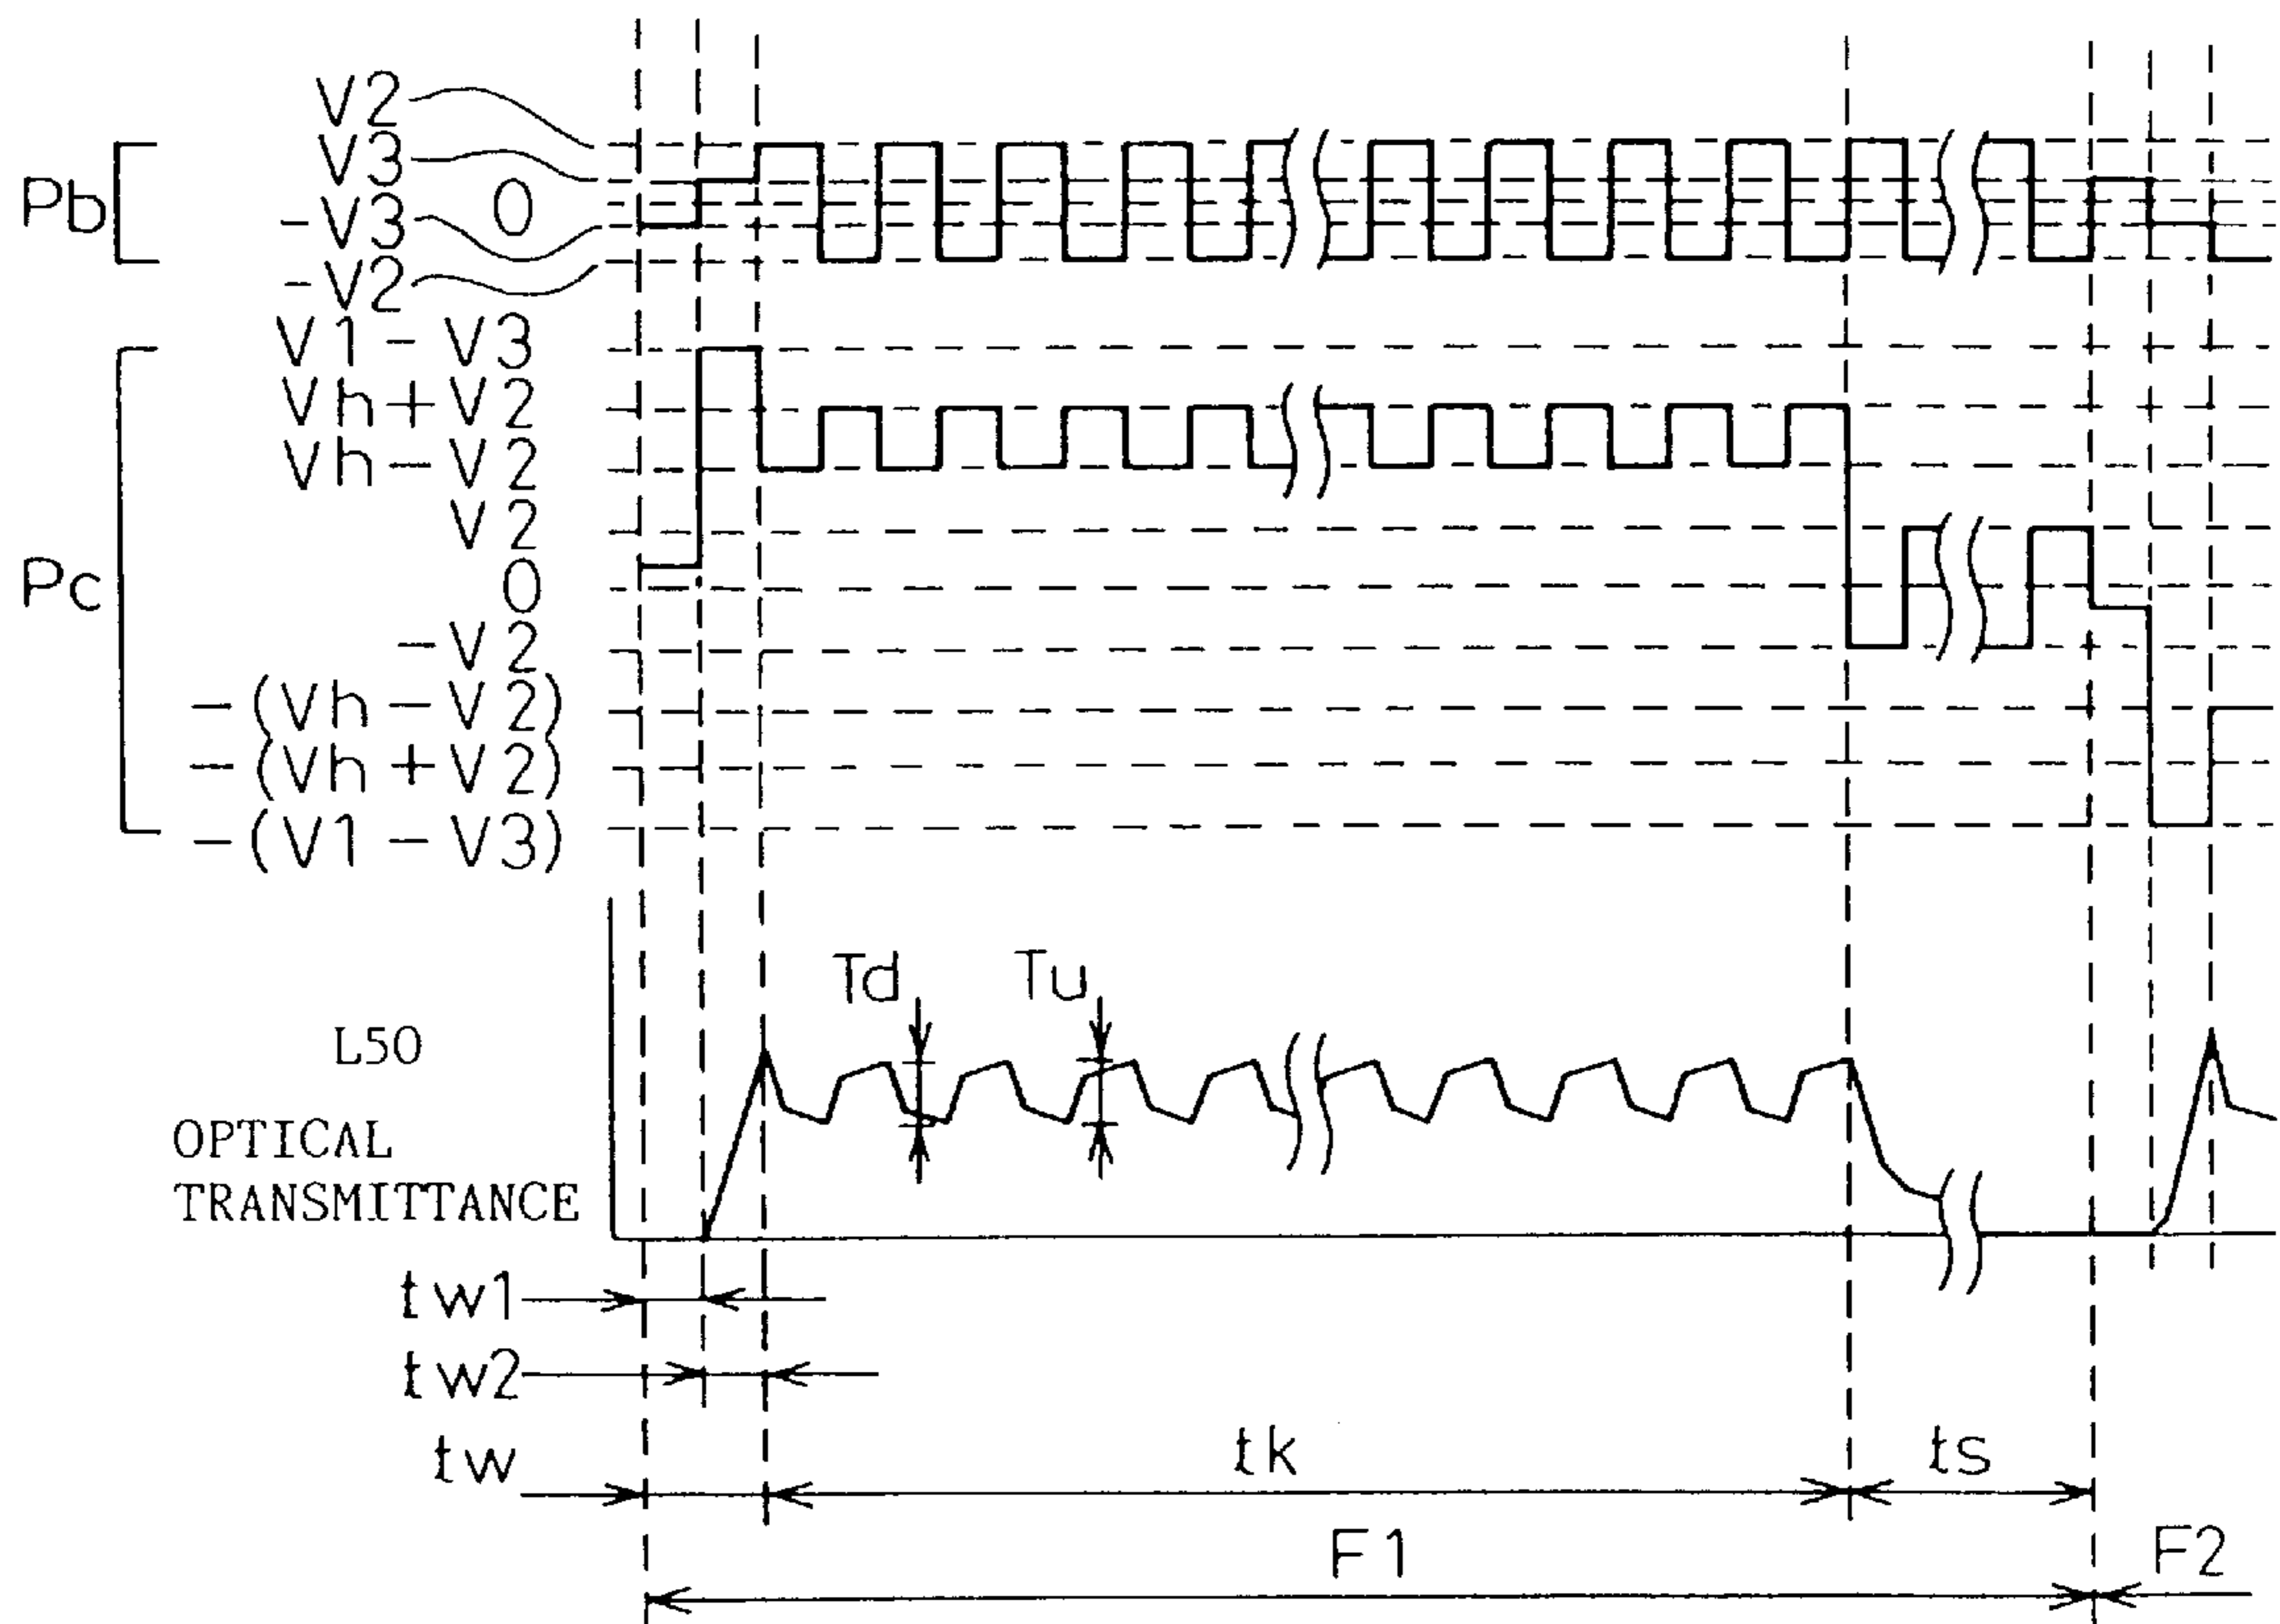 V2
V3
Pb
0
-V3
-V2
V1-V3
Vh+V2
Vh-V2
V2
Pc
0
-V2
-(Vh-V2)
-(Vh+V2)
-(V1-V3)
Td
Tu
L50
OPTICAL
TRANSMITTANCE
tw1
tw2
tw
tk
ts
F1
F2